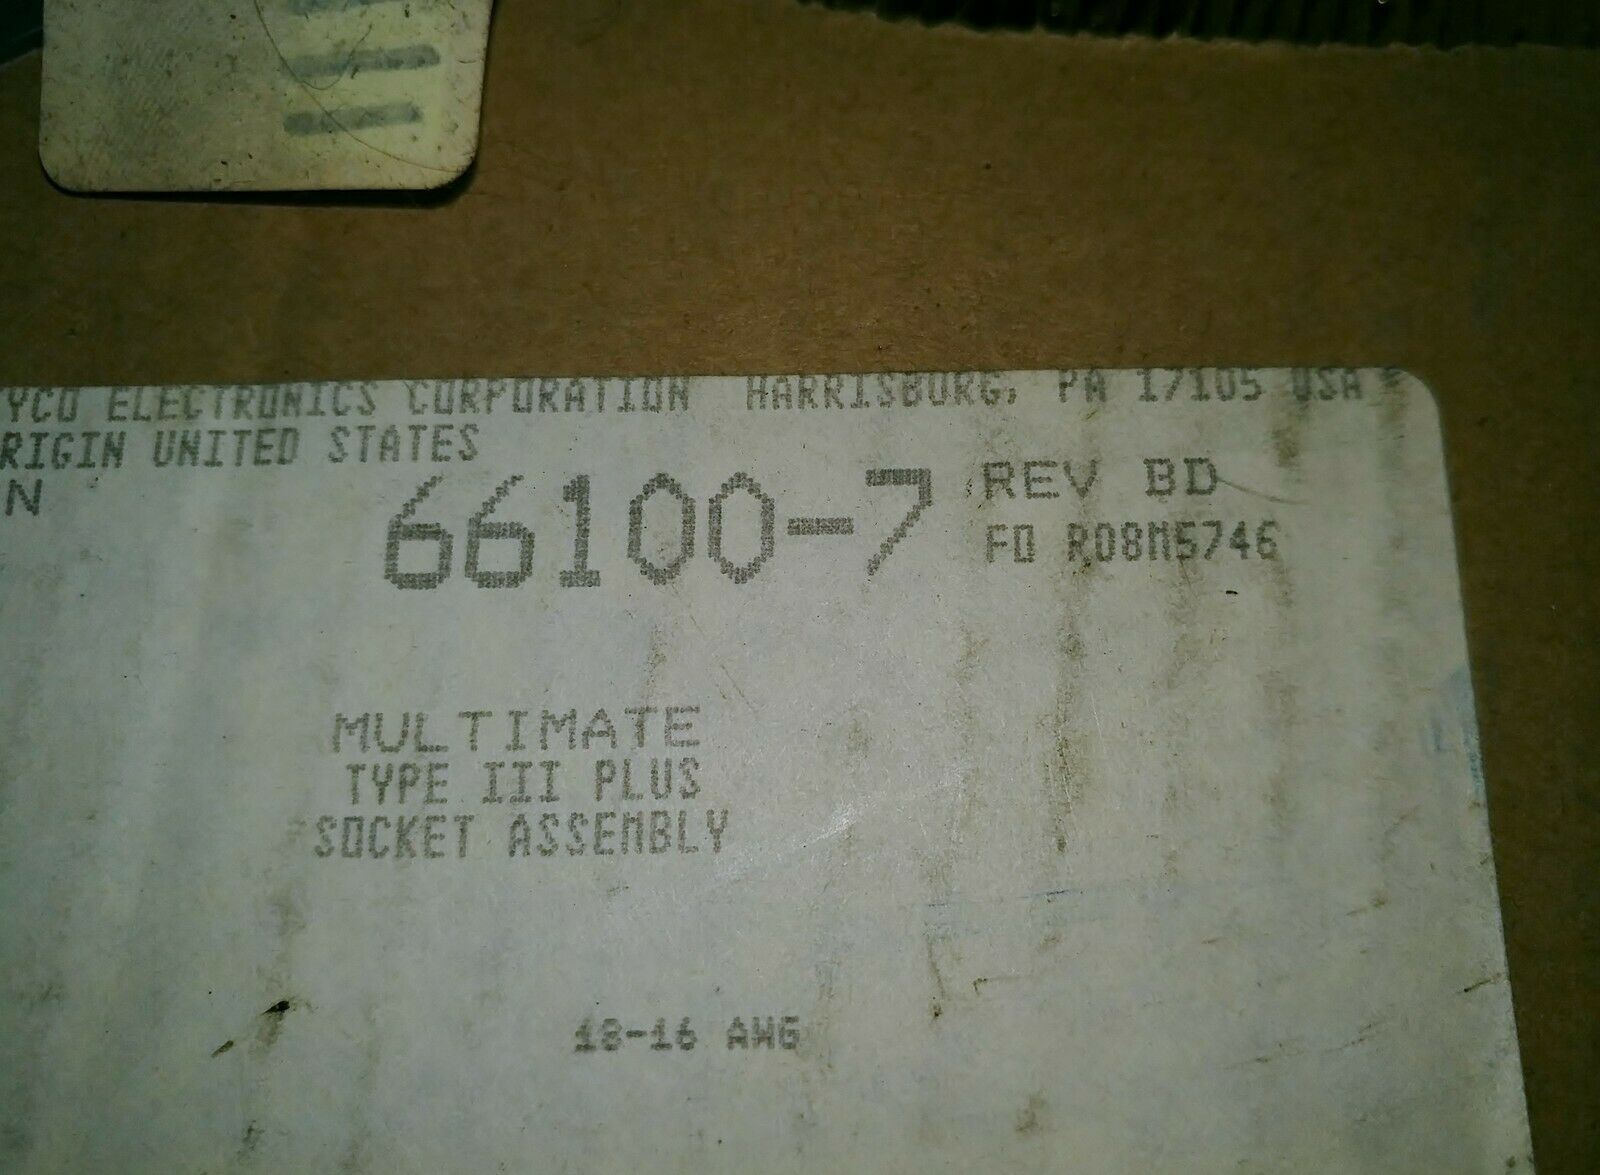 YCO ELECTRONICS CORPORATION HARRISBURG, PA 17105 USA
RIGIN UNITED STATES
N
66100-7
REV BD
FO R08M5746
MULTIMATE
TYPE III PLUS
SOCKET ASSEMBLY
18-16 AWG